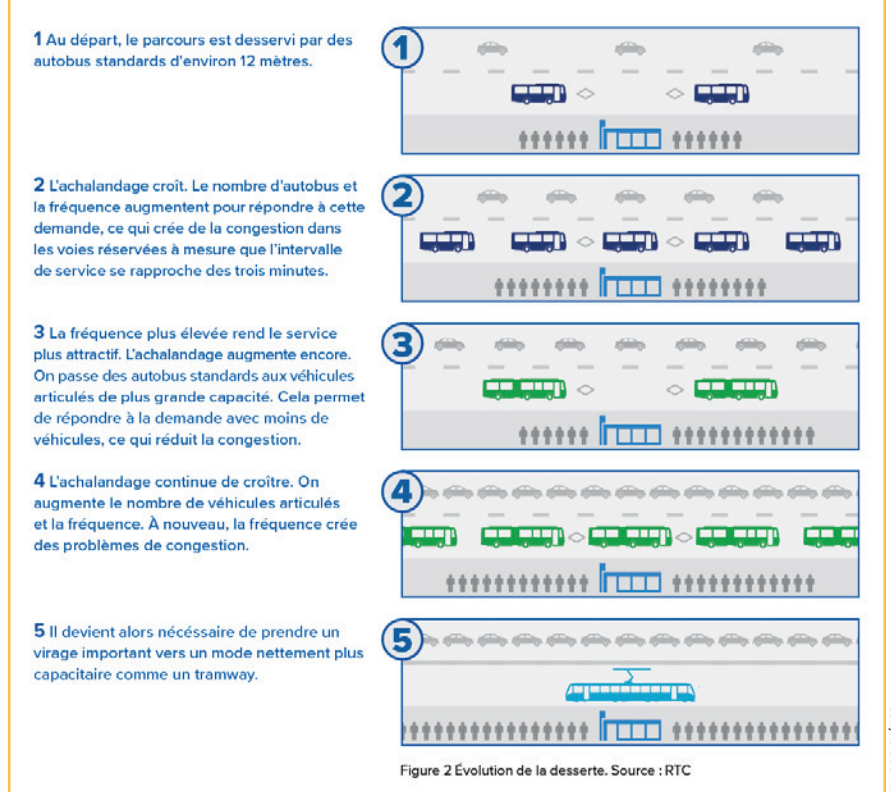 1 Au départ, le parcours est desservi par des
autobus standards d'environ 12 mètres.
1
2 L'achalandage croît. Le nombre d'autobus et
la fréquence augmentent pour répondre à cette
demande, ce qui crée de la congestion dans
les voies réservées à mesure que l'intervalle
de service se rapproche des trois minutes.
2
3 La fréquence plus élevée rend le service
plus attractif. L'achalandage augmente encore.
On passe des autobus standards aux véhicules
articulés de plus grande capacité. Cela permet
de répondre à la demande avec moins de
véhicules, ce qui réduit la congestion.
3
4 L'achalandage continue de croître. On
augmente le nombre de véhicules articulés
et la fréquence. À nouveau, la fréquence crée
des problèmes de congestion.
4
5 Il devient alors nécéssaire de prendre un
virage important vers un mode nettement plus
capacitaire comme un tramway.
5
Figure 2 Évolution de la desserte. Source : RTC